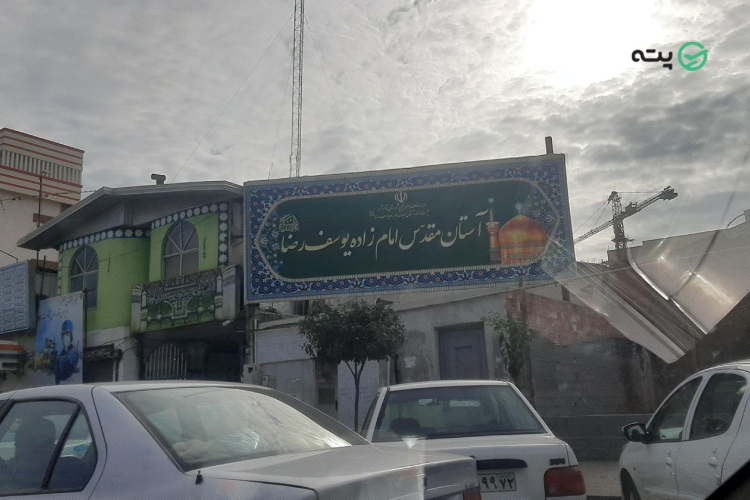 پته
آستان مقدس امام زاده یوسف رضا
۹۹ ۷۲